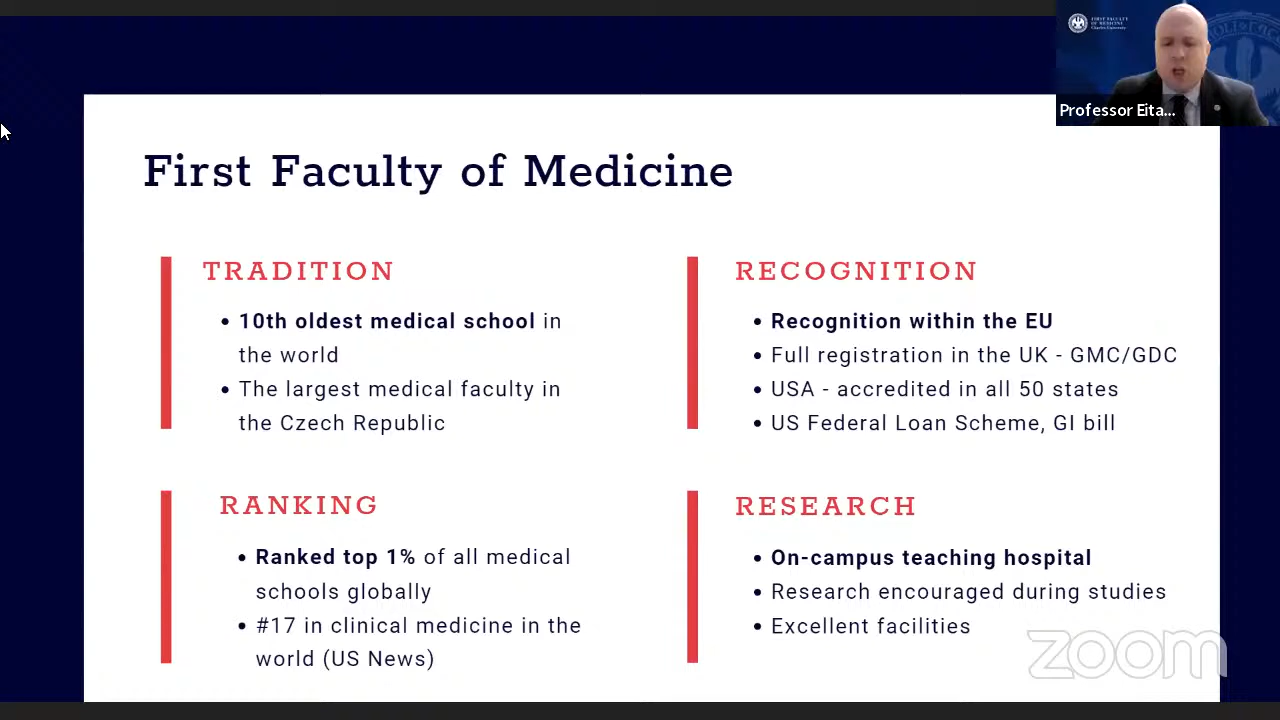 FIRST FACULTY
OF MEDICINE
Charles University
Professor Eita...
First Faculty of Medicine
TRADITION
10th oldest medical school in
the world
The largest medical faculty in
the Czech Republic
RECOGNITION
Recognition within the EU
Full registration in the UK - GMC/GDC
USA - accredited in all 50 states
US Federal Loan Scheme, GI bill
RANKING
Ranked top 1% of all medical
schools globally
#17 in clinical medicine in the
world (US News)
RESEARCH
On-campus teaching hospital
Research encouraged during studies
Excellent facilities
zoom